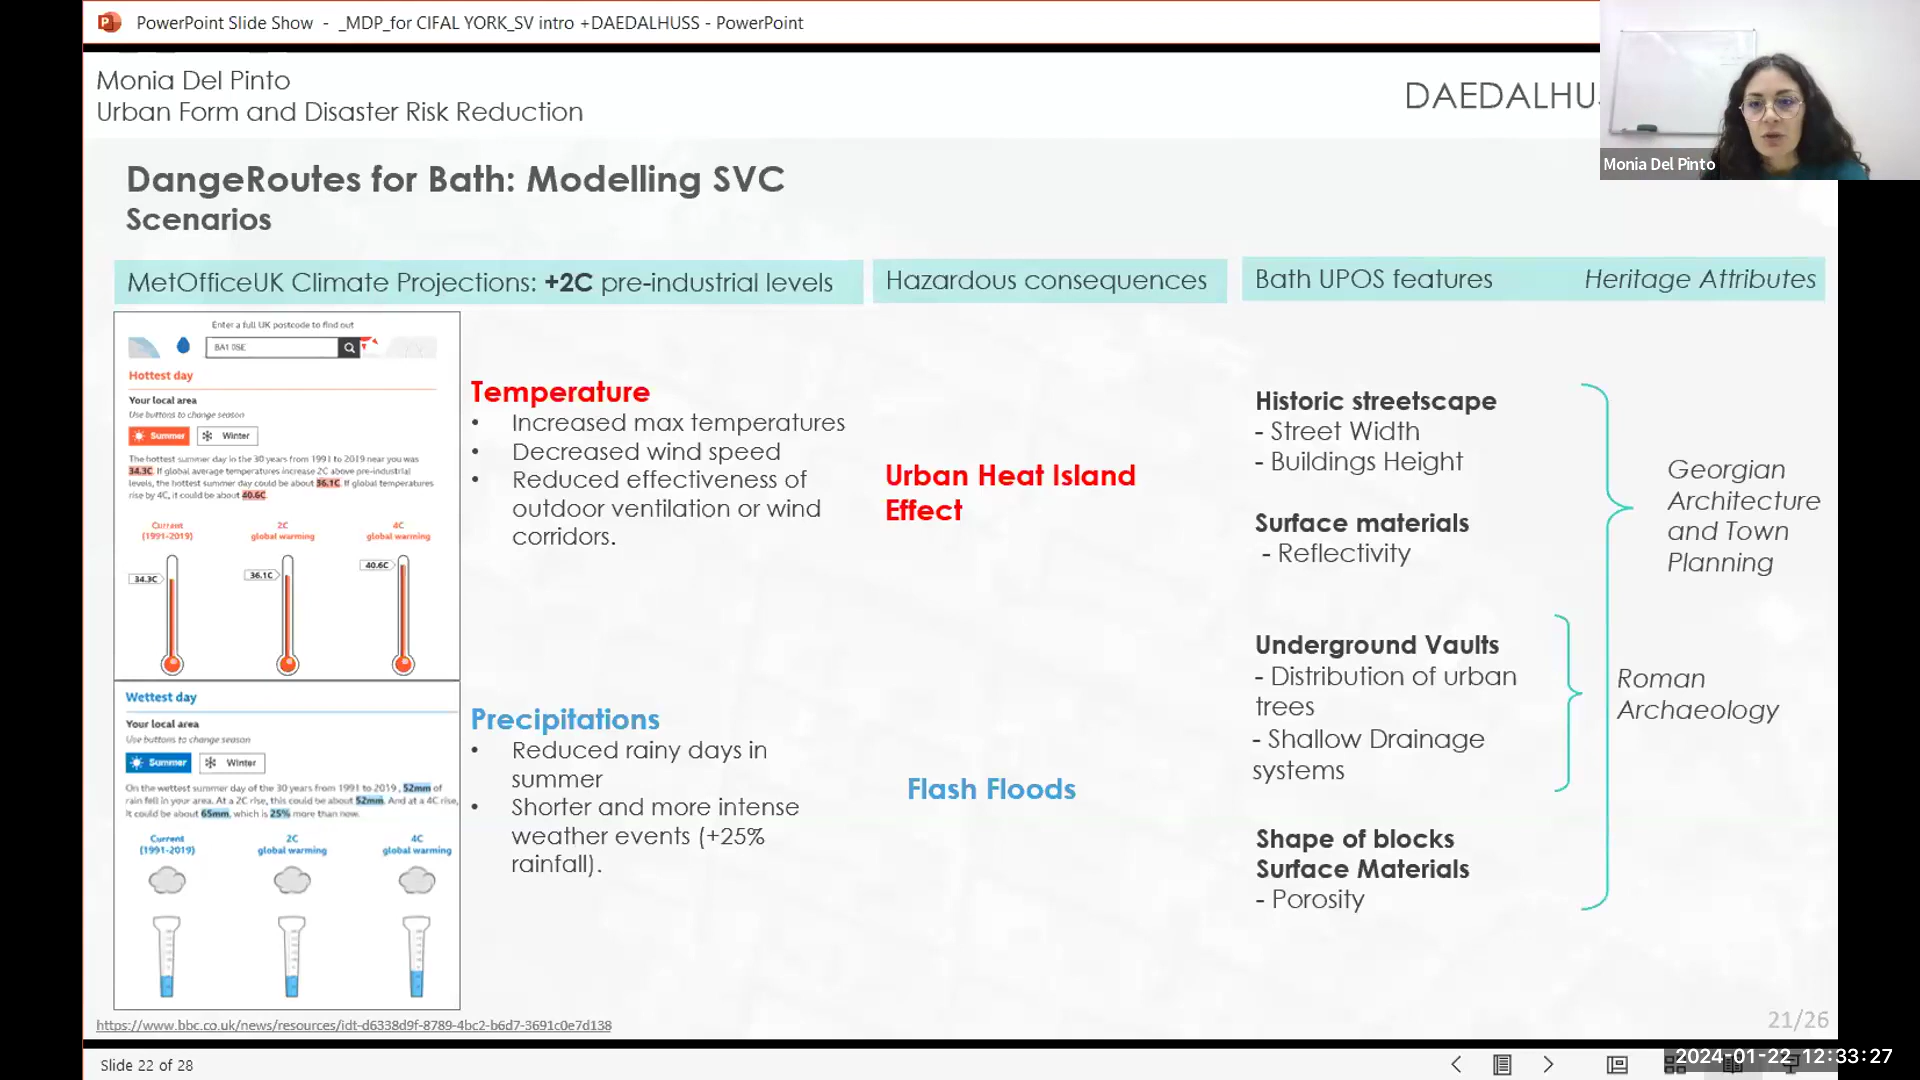 PowerPoint Slide Show - _MDP_for CIFAL YORK_SV intro +DAEDALHUSS - PowerPoint
Monia Del Pinto
Urban Form and Disaster Risk Reduction
DAEDALHUS
Monia Del Pinto
DangeRoutes for Bath: Modelling SVC
Scenarios
MetOfficeUK Climate Projections: +2C pre-industrial levels
Hazardous consequences
Bath UPOS features
Heritage Attributes
Enter a full UK postcode to find out
BA1 0SE
Hottest day
Your local area
Use buttons to change season
Summer
Winter
The hottest summer day in the 30 years from 1991 to 2019 near you was
34.3C. If global average temperatures increase 2C above pre-industrial
levels, the hottest summer day could be about 36.1C. If global temperatures
rise by 4C, it could be about 40.6C.
Current
(1991-2019)
2C
global warming
4C
global warming
34.3C
36.1C
40.6C
Wettest day
Your local area
Use buttons to change season
Summer
Winter
On the wettest summer day of the 30 years from 1991 to 2019, 52mm of
rain fell in your area. At a 2C rise, this could be about 52mm. And at a 4C rise,
it could be about 65mm, which is 25% more than now.
Current
(1991-2019)
2C
global warming
4C
global warming
Temperature
• Increased max temperatures
• Decreased wind speed
• Reduced effectiveness of
outdoor ventilation or wind
corridors.
Precipitations
• Reduced rainy days in
summer
• Shorter and more intense
weather events (+25%
rainfall).
Urban Heat Island
Effect
Flash Floods
Historic streetscape
- Street Width
- Buildings Height
Surface materials
- Reflectivity
Underground Vaults
- Distribution of urban
trees
- Shallow Drainage
systems
Shape of blocks
Surface Materials
- Porosity
Georgian
Architecture
and Town
Planning
Roman
Archaeology
https://www.bbc.co.uk/news/resources/idt-d6338d9f-8789-4bc2-b6d7-3691c0e7d138
21/26
Slide 22 of 28
2024-01-22 12:33:27